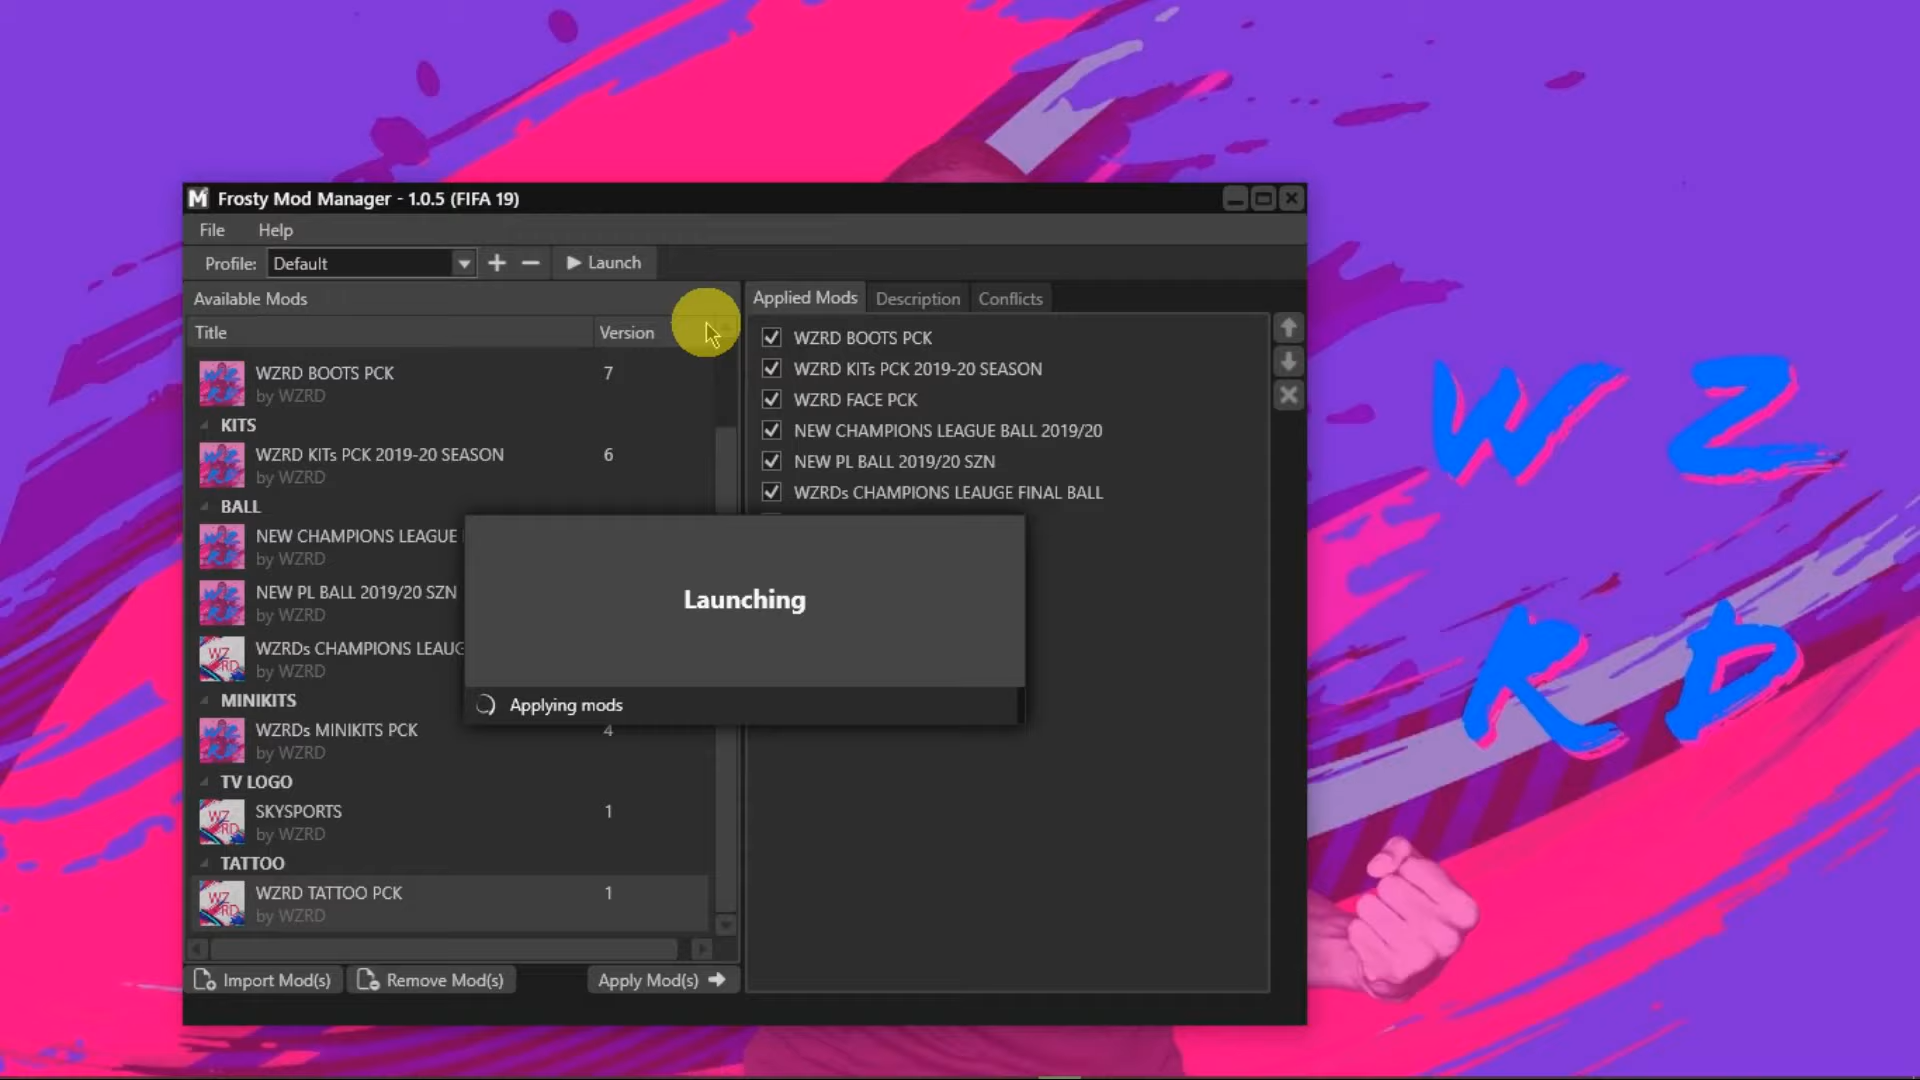 Frosty Mod Manager - 1.0.5 (FIFA 19)
File Help
Profile: Default Launch
Available Mods
Title Version
WZRD BOOTS PCK 7
by WZRD
KITS
WZRD KITs PCK 2019-20 SEASON 6
by WZRD
BALL
NEW CHAMPIONS LEAGUE
by WZRD
NEW PL BALL 2019/20 SZN
by WZRD
WZRDs CHAMPIONS LEAUG
by WZRD
MINIKITS
WZRDs MINIKITS PCK 4
by WZRD
TV LOGO
SKYSPORTS 1
by WZRD
TATTOO
WZRD TATTOO PCK 1
by WZRD
Import Mod(s) Remove Mod(s) Apply Mod(s)
Applied Mods Description Conflicts
WZRD BOOTS PCK
WZRD KITs PCK 2019-20 SEASON
WZRD FACE PCK
NEW CHAMPIONS LEAGUE BALL 2019/20
NEW PL BALL 2019/20 SZN
WZRDs CHAMPIONS LEAUGE FINAL BALL
Launching
Applying mods
W Z
R D